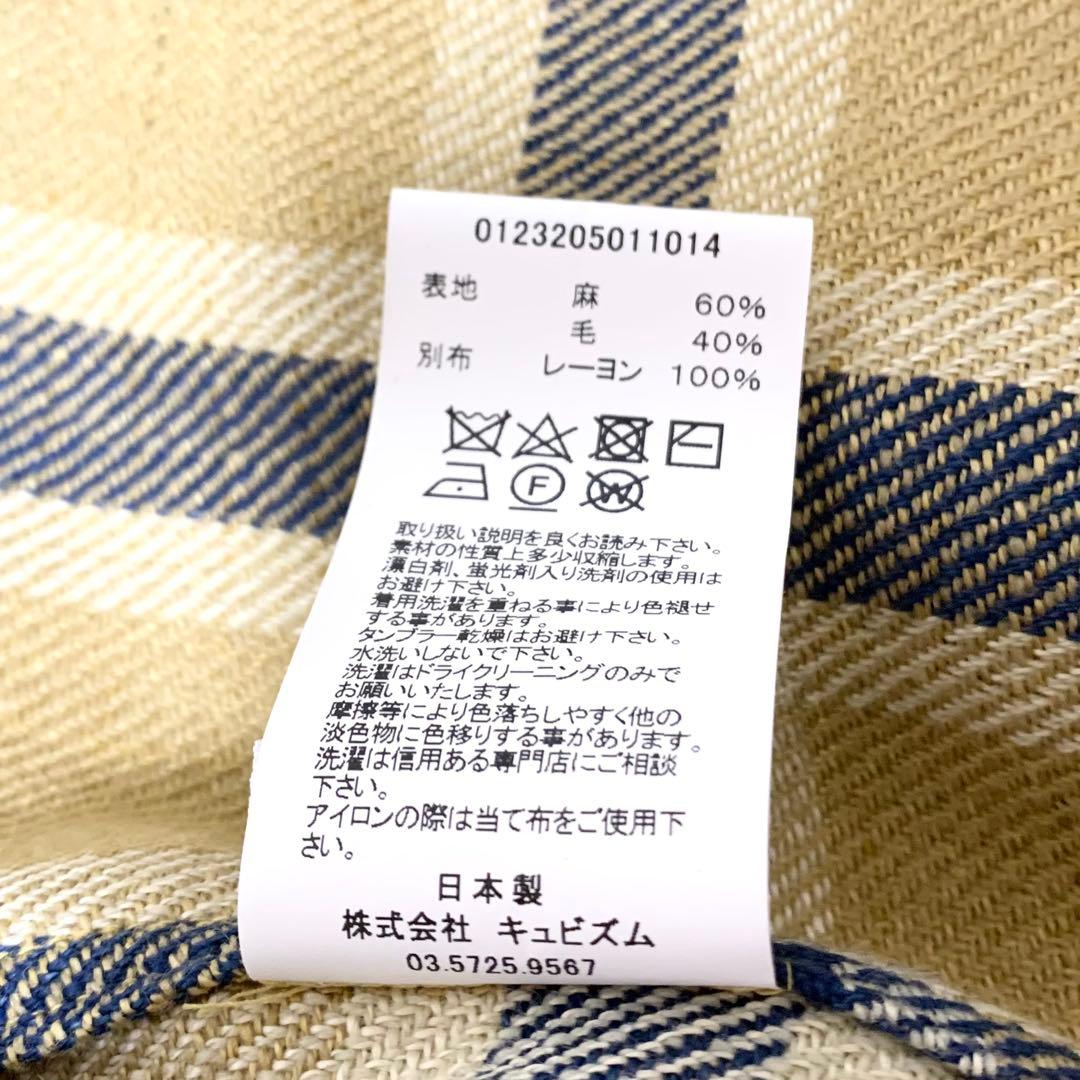 0123205011014
表地 麻 60%
毛 40%
別布 レーヨン 100%
F W
取り扱い説明を良くお読み下さい。
素材の性質上多少収縮します。
漂白剤、蛍光剤入り洗剤の使用は
お避け下さい。
着用洗濯を重ねる事により色褪せ
する事があります。
タンブラー乾燥はお避け下さい。
水洗いしないで下さい。
洗濯はドライクリーニングのみで
お願いいたします。
摩擦等により色落ちしやすく他の
淡色物に色移りする事があります。
洗濯は信用ある専門店にご相談
下さい。
アイロンの際は当て布をご使用下
さい。
日本製
株式会社 キュビズム
03.5725.9567